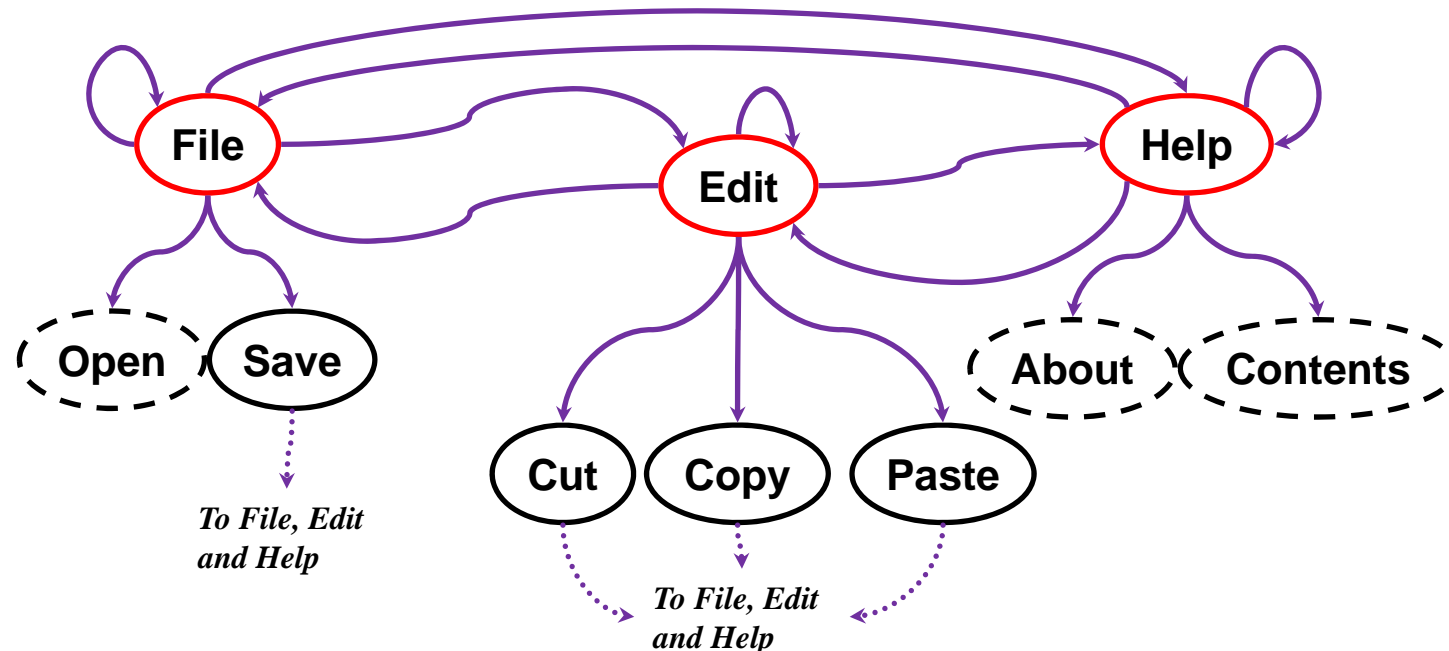 File
Help
Edit
Open
Save
About
Contents
Cut
Copy
Paste
To File, Edit
and Help
To File, Edit
and Help